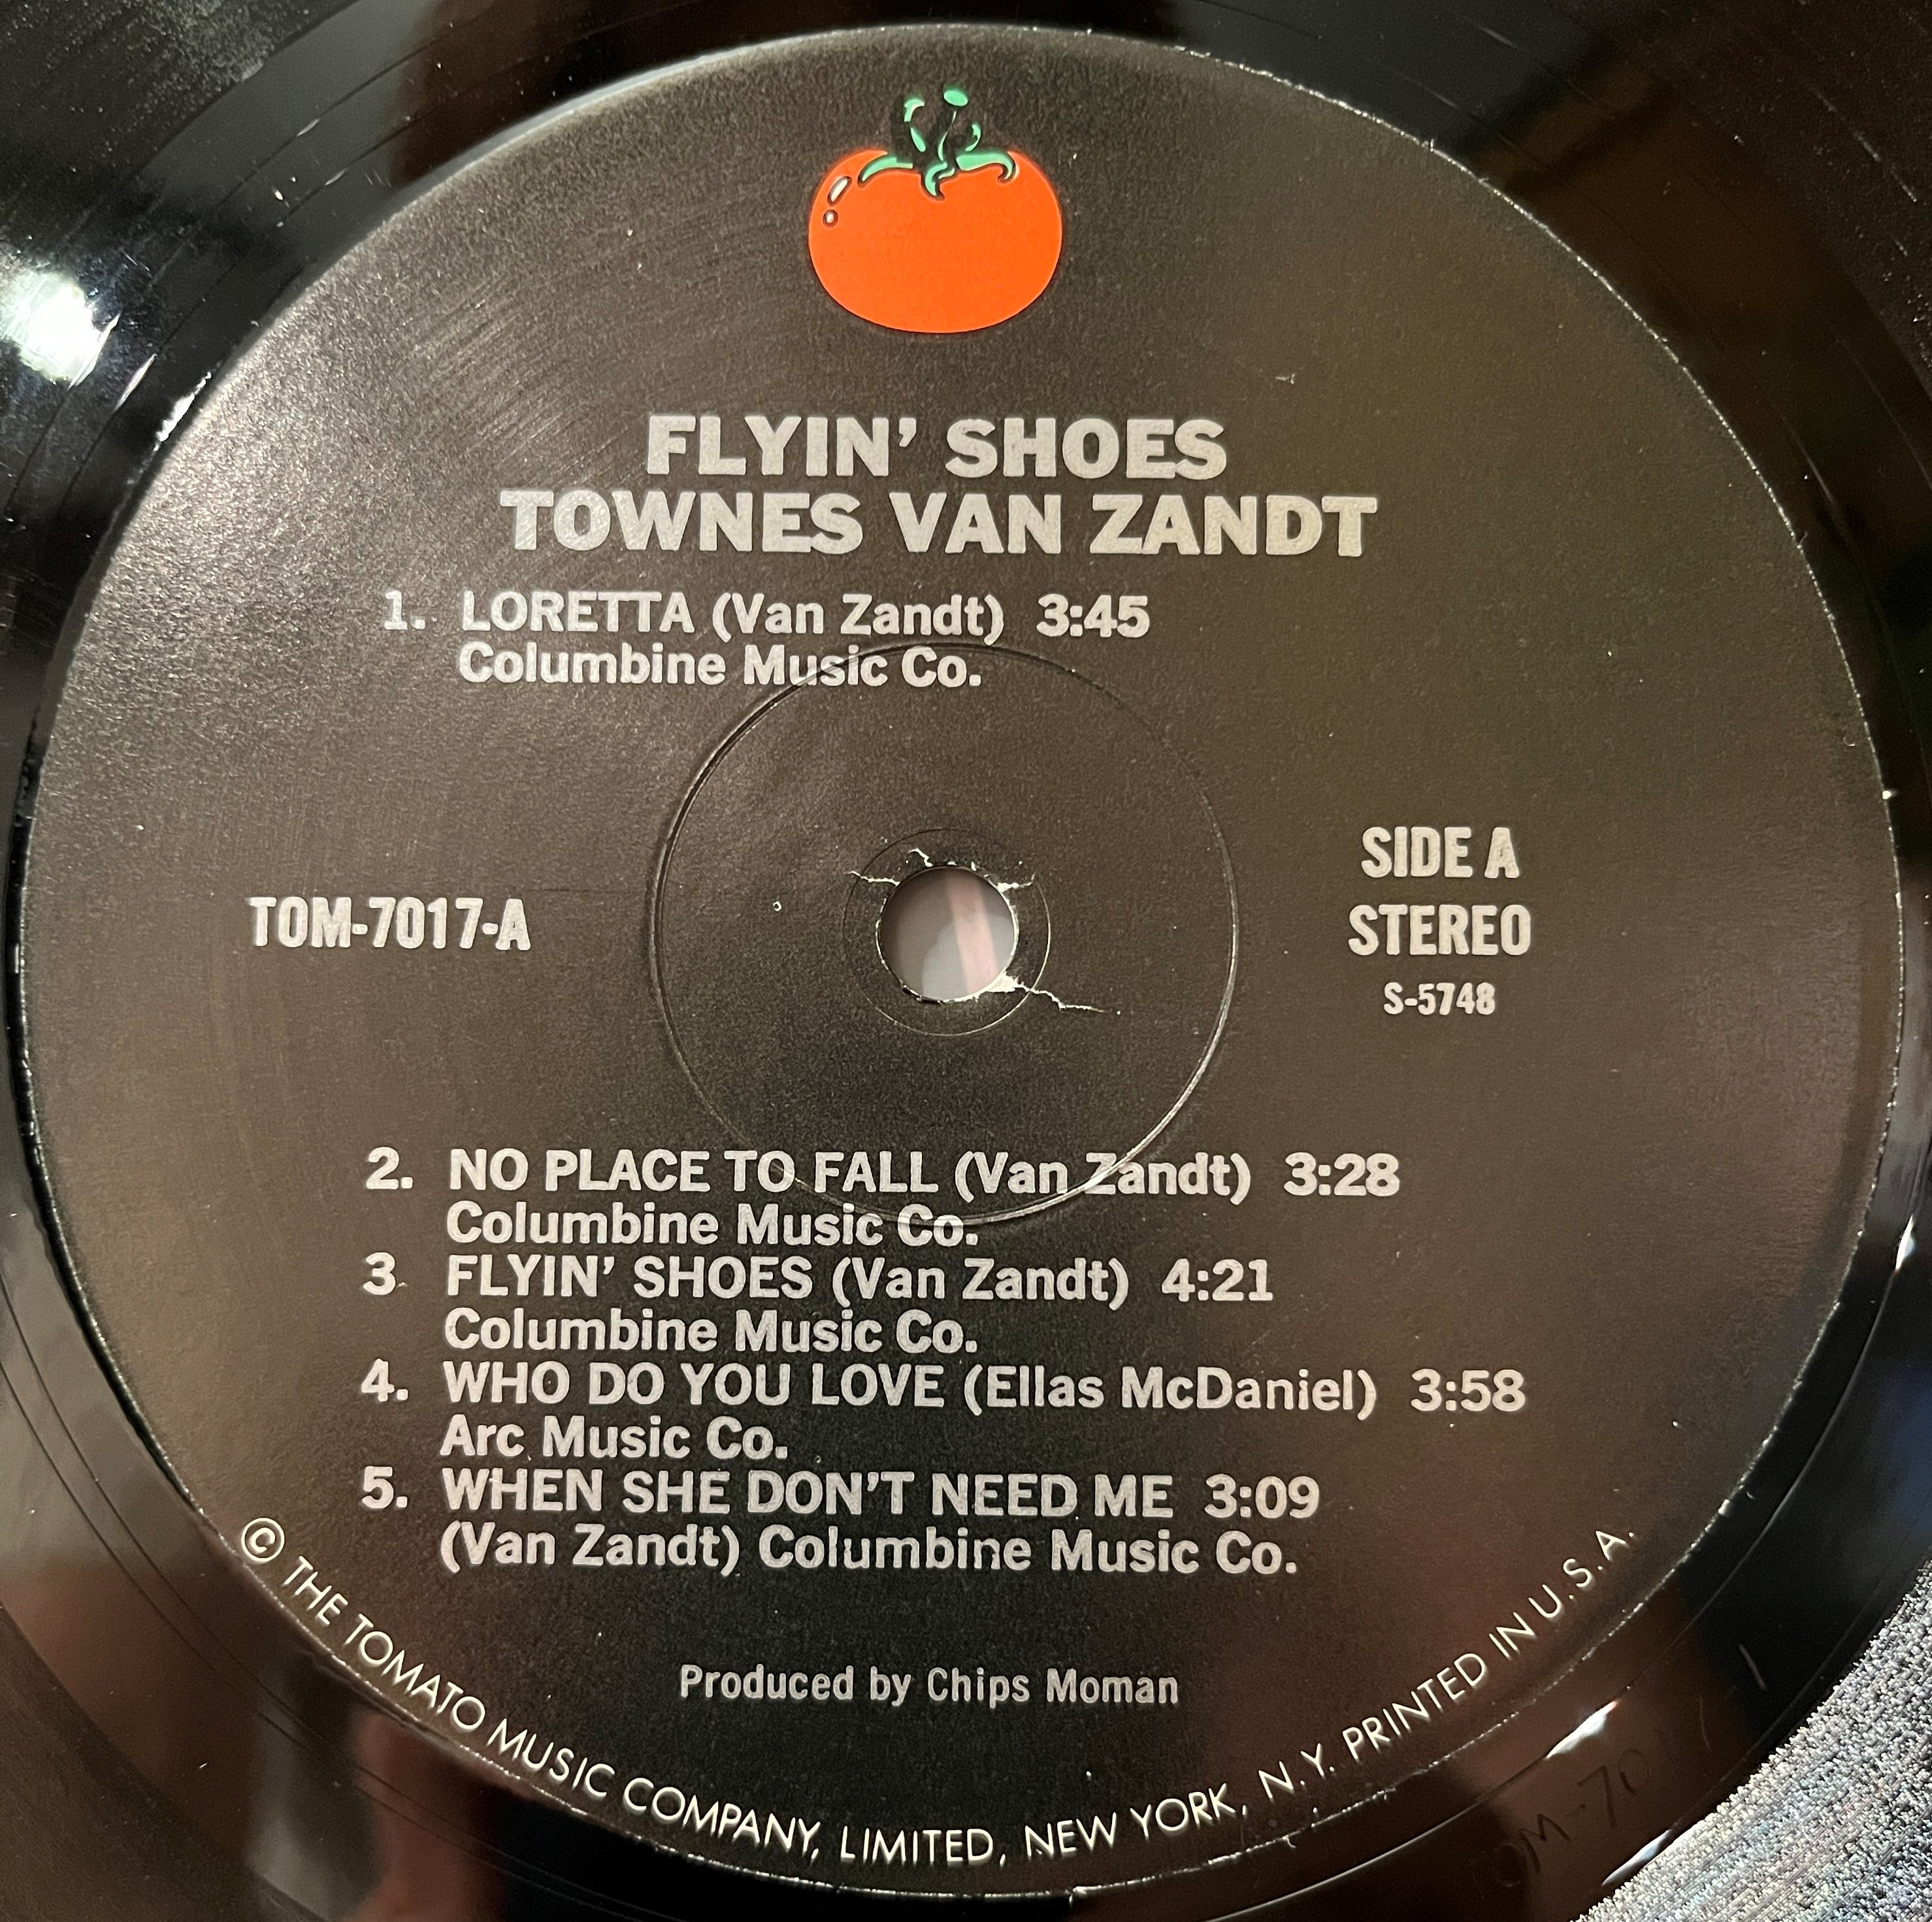 FLYIN' SHOES
TOWNES VAN ZANDT
1. LORETTA (Van Zandt) 3:45
Columbine Music Co.
TOM-7017-A
SIDE A
STEREO
S-5748
2. NO PLACE TO FALL (Van Zandt) 3:28
Columbine Music Co.
3. FLYIN' SHOES (Van Zandt) 4:21
Columbine Music Co.
4. WHO DO YOU LOVE (Ellas McDaniel) 3:58
Arc Music Co.
5. WHEN SHE DON'T NEED ME 3:09
(Van Zandt) Columbine Music Co.
Produced by Chips Moman
© THE TOMATO MUSIC COMPANY, LIMITED, NEW YORK, N.Y. PRINTED IN U.S.A.